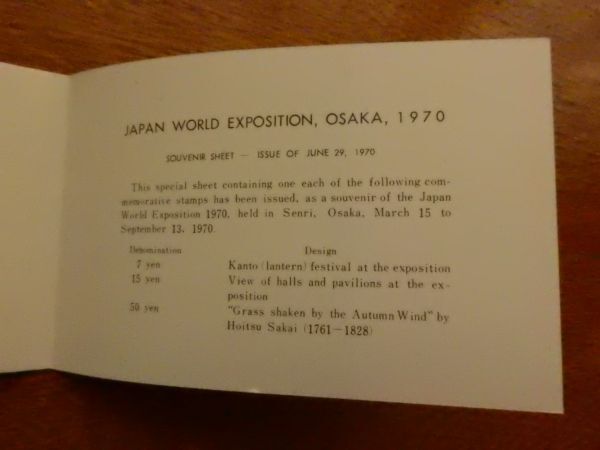 JAPAN WORLD EXPOSITION, OSAKA, 1970
SOUVENIR SHEET — ISSUE OF JUNE 29, 1970
This special sheet containing one each of the following com-
memorative stamps has been issued, as a souvenir of the Japan
World Exposition 1970, held in Senri, Osaka, March 15 to
September 13, 1970.
Denomination Design
7 yen Kanto (lantern) festival at the exposition
15 yen View of halls and pavilions at the ex-
position
50 yen "Grass shaken by the Autumn Wind" by
Hoitsu Sakai (1761—1828)